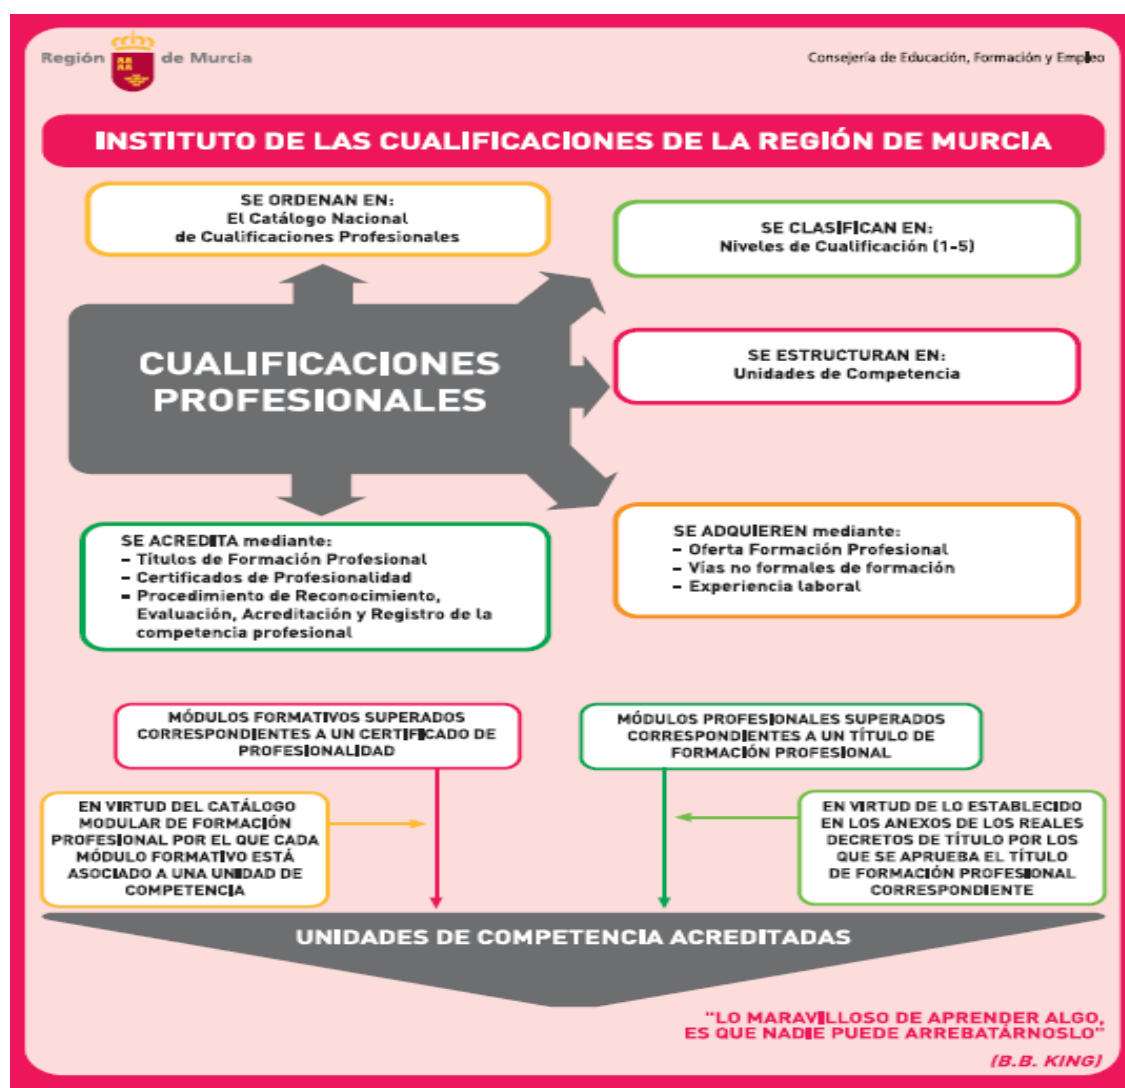 Región de Murcia
Consejería de Educación, Formación y Empleo
INSTITUTO DE LAS CUALIFICACIONES DE LA REGIÓN DE MURCIA
SE ORDENAN EN:
El Catálogo Nacional
de Cualificaciones Profesionales
SE CLASIFICAN EN:
Niveles de Cualificación (1-5)
CUALIFICACIONES
PROFESIONALES
SE ESTRUCTURAN EN:
Unidades de Competencia
SE ACREDITA mediante:
– Títulos de Formación Profesional
– Certificados de Profesionalidad
– Procedimiento de Reconocimiento,
Evaluación, Acreditación y Registro de la
competencia profesional
SE ADQUIEREN mediante:
– Oferta Formación Profesional
– Vías no formales de formación
– Experiencia laboral
MÓDULOS FORMATIVOS SUPERADOS
CORRESPONDIENTES A UN CERTIFICADO DE
PROFESIONALIDAD
MÓDULOS PROFESIONALES SUPERADOS
CORRESPONDIENTES A UN TÍTULO DE
FORMACIÓN PROFESIONAL
EN VIRTUD DEL CATÁLOGO
MODULAR DE FORMACIÓN
PROFESIONAL POR EL QUE CADA
MÓDULO FORMATIVO ESTÁ
ASOCIADO A UNA UNIDAD DE
COMPETENCIA
EN VIRTUD DE LO ESTABLECIDO
EN LOS ANEXOS DE LOS REALES
DECRETOS DE TÍTULO POR LOS
QUE SE APRUEBA EL TÍTULO
DE FORMACIÓN PROFESIONAL
CORRESPONDIENTE
UNIDADES DE COMPETENCIA ACREDITADAS
"LO MARAVILLOSO DE APRENDER ALGO,
ES QUE NADIE PUEDE ARREBATÁRNOSLO"
(B.B. KING)